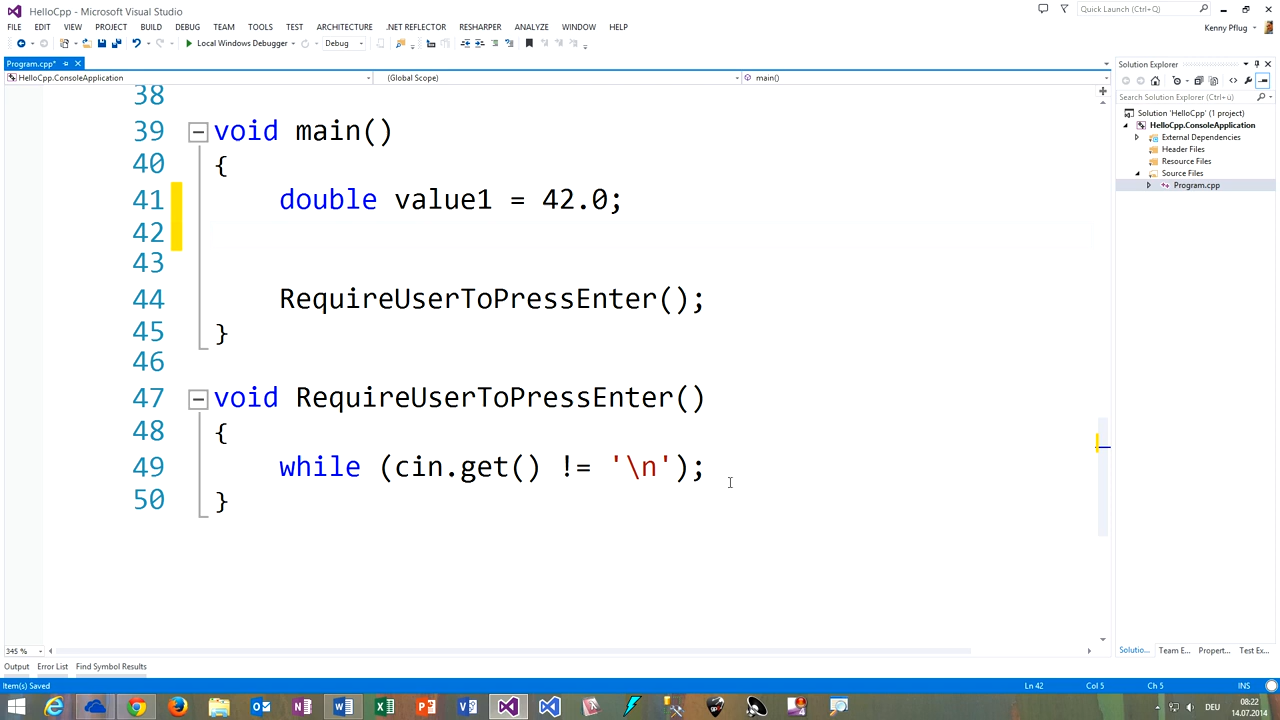 HelloCpp - Microsoft Visual Studio
Quick Launch (Ctrl+Q)
FILE EDIT VIEW PROJECT BUILD DEBUG TEAM TOOLS TEST ARCHITECTURE .NET REFLECTOR RESHARPER ANALYZE WINDOW HELP
Kenny Pflug
Local Windows Debugger
Debug
Program.cpp*
HelloCpp.ConsoleApplication
(Global Scope)
main()
38
39 void main()
40 {
41 double value1 = 42.0;
42
43
44 RequireUserToPressEnter();
45 }
46
47 void RequireUserToPressEnter()
48 {
49 while (cin.get() != '\n');
50 }
Solution Explorer
Search Solution Explorer (Ctrl+ü)
Solution 'HelloCpp' (1 project)
HelloCpp.ConsoleApplication
External Dependencies
Header Files
Resource Files
Source Files
Program.cpp
345 %
Solutio... Team E... Propert... Test Ex...
Output Error List Find Symbol Results
Item(s) Saved
Ln 42 Col 5 Ch 5 INS
DEU
08:22
14.07.2014